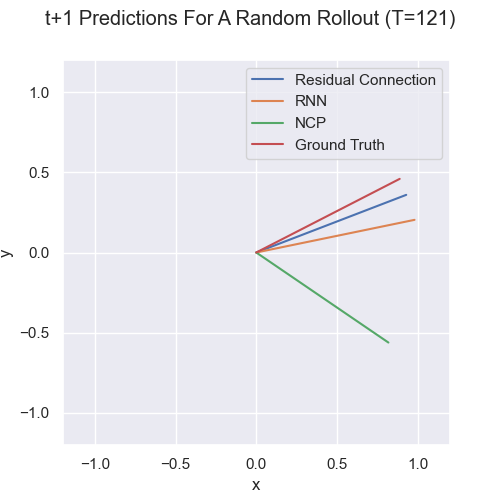 t+1 Predictions For A Random Rollout (T=121)
Residual Connection
RNN
NCP
Ground Truth
1.0
0.5
0.0
−0.5
−1.0
y
−1.0 −0.5 0.0 0.5 1.0
x